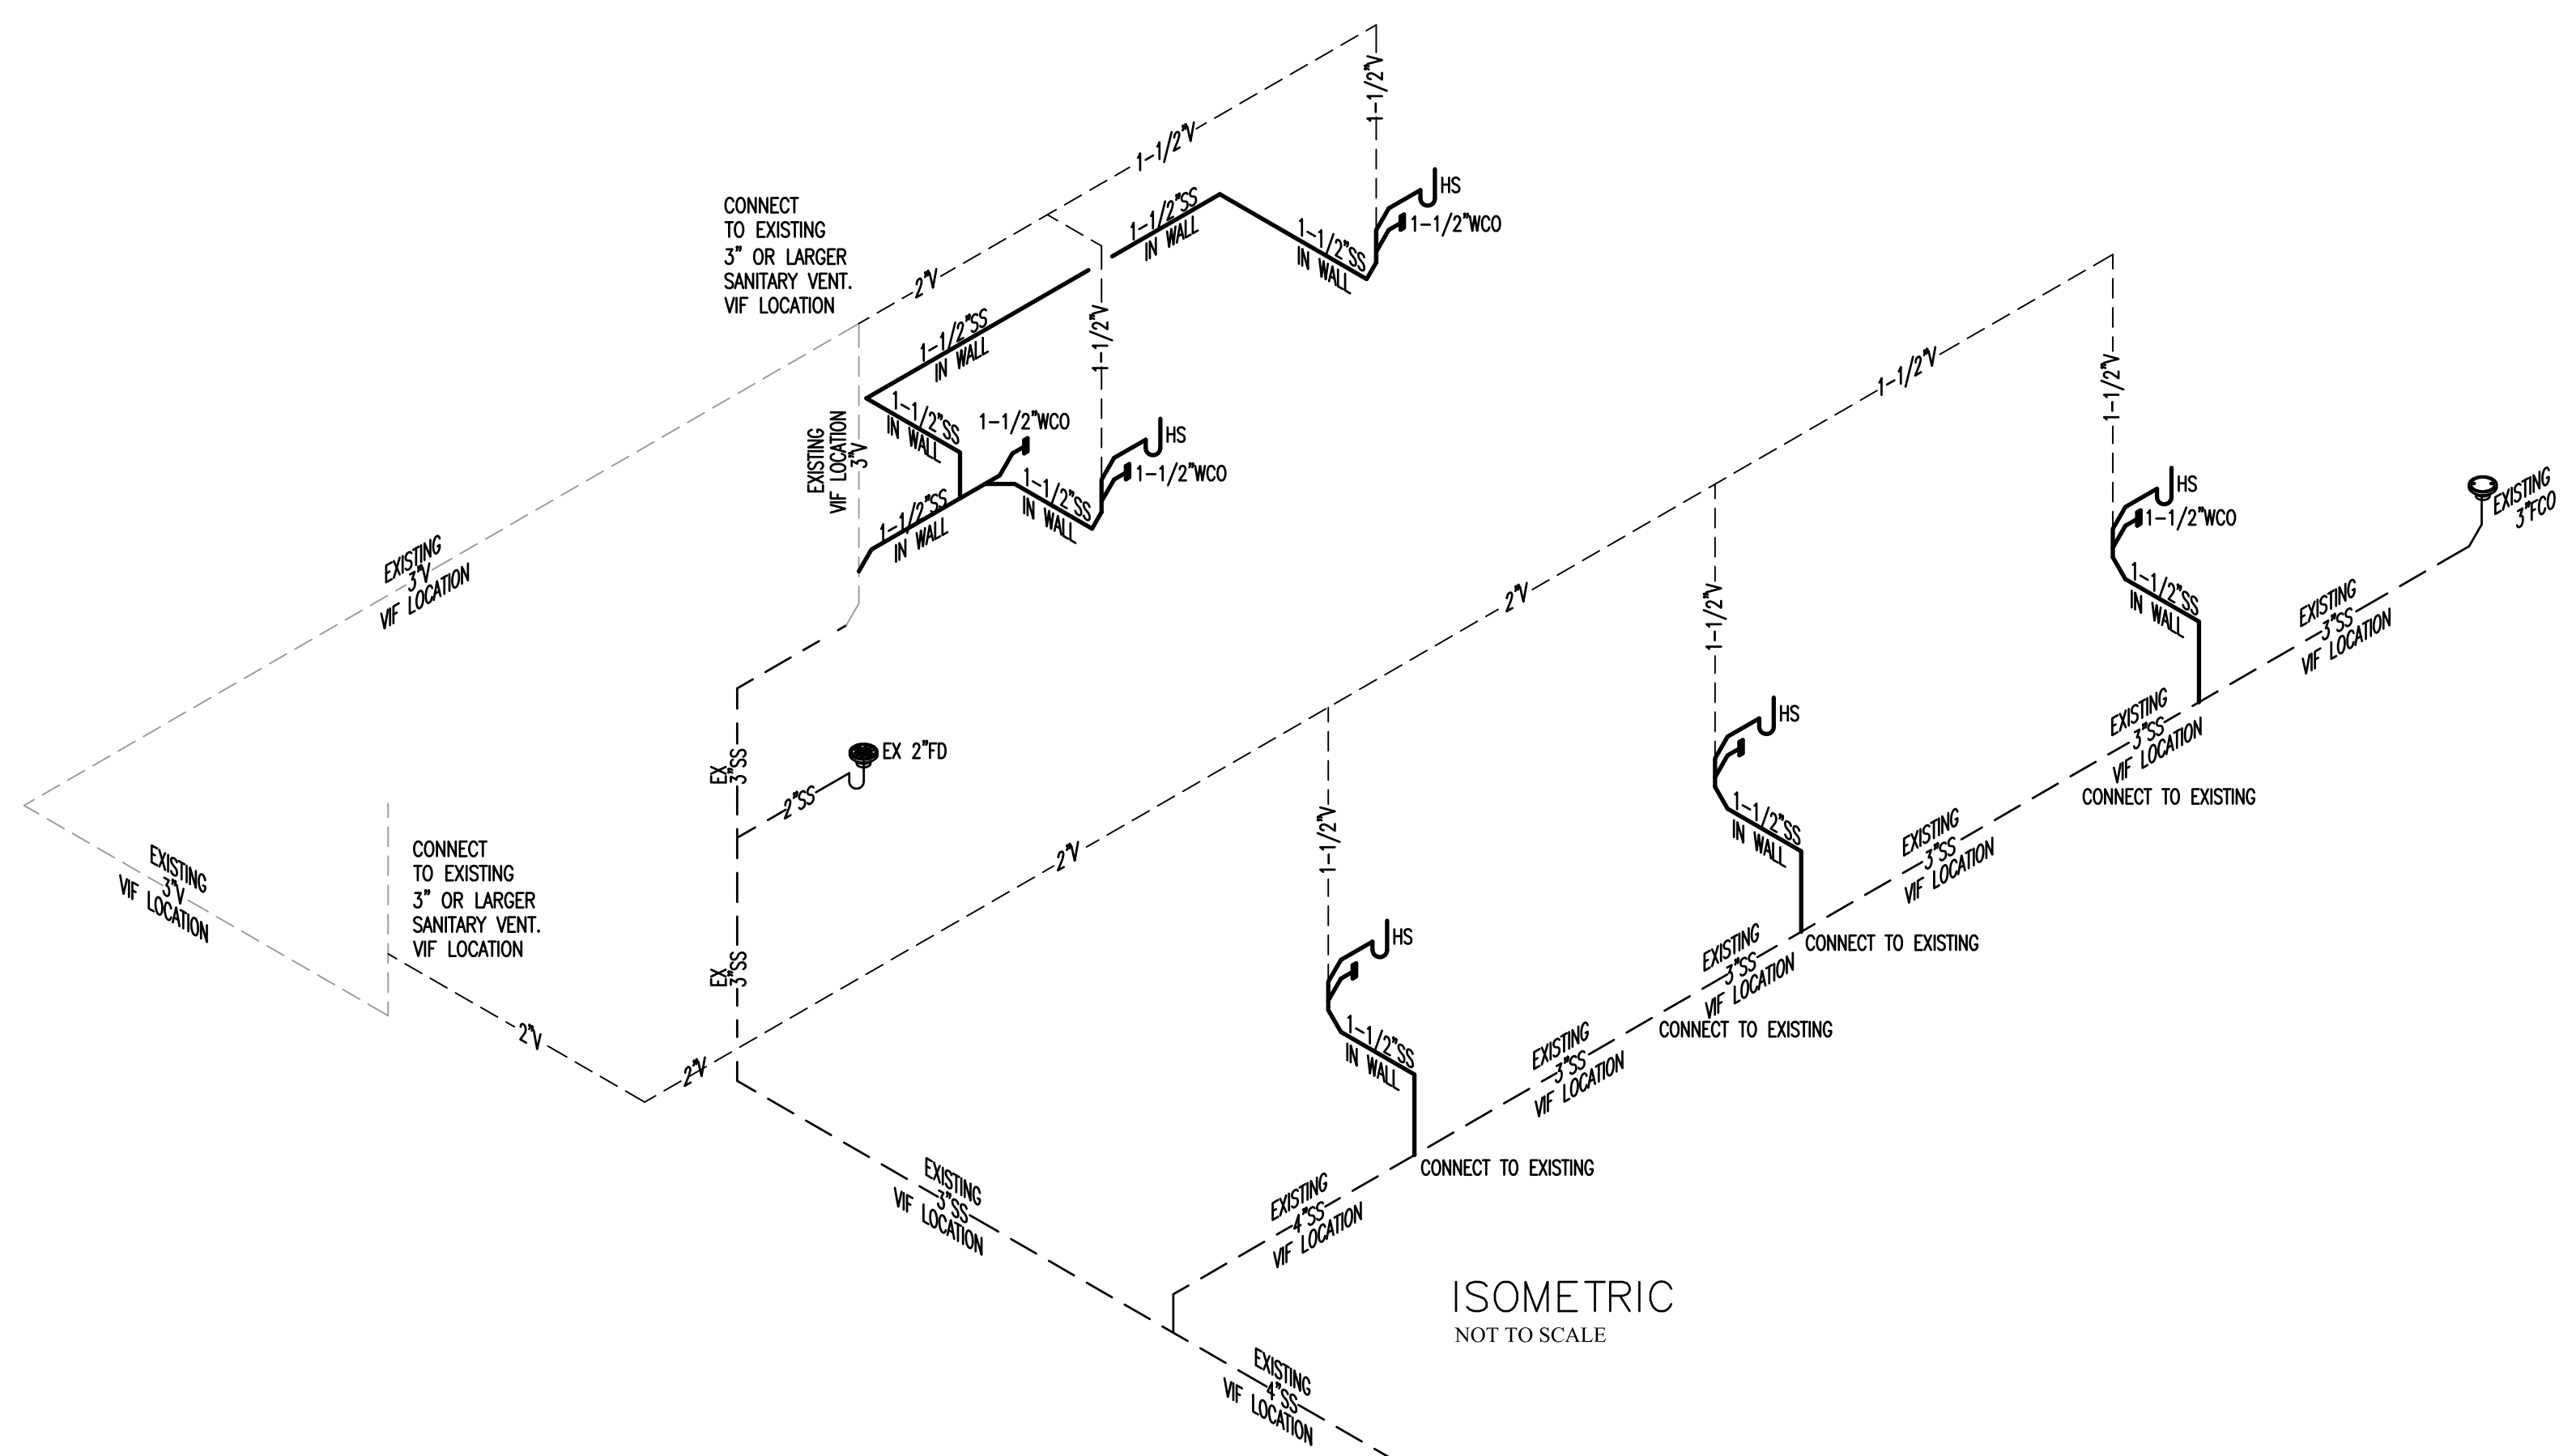 1-1/2"V
1-1/2"V
HS
1-1/2"WCO
1-1/2"SS
IN WALL
1-1/2"SS
IN WALL
CONNECT
TO EXISTING
3" OR LARGER
SANITARY VENT.
VIF LOCATION
2"V
1-1/2"SS
IN WALL
1-1/2"V
1-1/2"SS
IN WALL
1-1/2"WCO
HS
1-1/2"WCO
EXISTING
VIF LOCATION
3"V
1-1/2"SS
IN WALL
1-1/2"SS
IN WALL
1-1/2"V
1-1/2"V
HS
1-1/2"WCO
EXISTING
3"FCO
EXISTING
3"V
VIF LOCATION
2"V
1-1/2"V
1-1/2"SS
IN WALL
EXISTING
3"SS
VIF LOCATION
EXISTING
3"SS
VIF LOCATION
CONNECT TO EXISTING
EX
3"SS
EX 2"FD
2"SS
HS
1-1/2"SS
IN WALL
EXISTING
3"SS
VIF LOCATION
EXISTING
3"V
VIF LOCATION
CONNECT
TO EXISTING
3" OR LARGER
SANITARY VENT.
VIF LOCATION
2"V
1-1/2"V
EX
3"SS
HS
EXISTING
3"SS
VIF LOCATION
CONNECT TO EXISTING
CONNECT TO EXISTING
2"V
2"V
1-1/2"SS
IN WALL
EXISTING
3"SS
VIF LOCATION
CONNECT TO EXISTING
EXISTING
3"SS
VIF LOCATION
EXISTING
4"SS
VIF LOCATION
ISOMETRIC
NOT TO SCALE
EXISTING
4"SS
VIF LOCATION